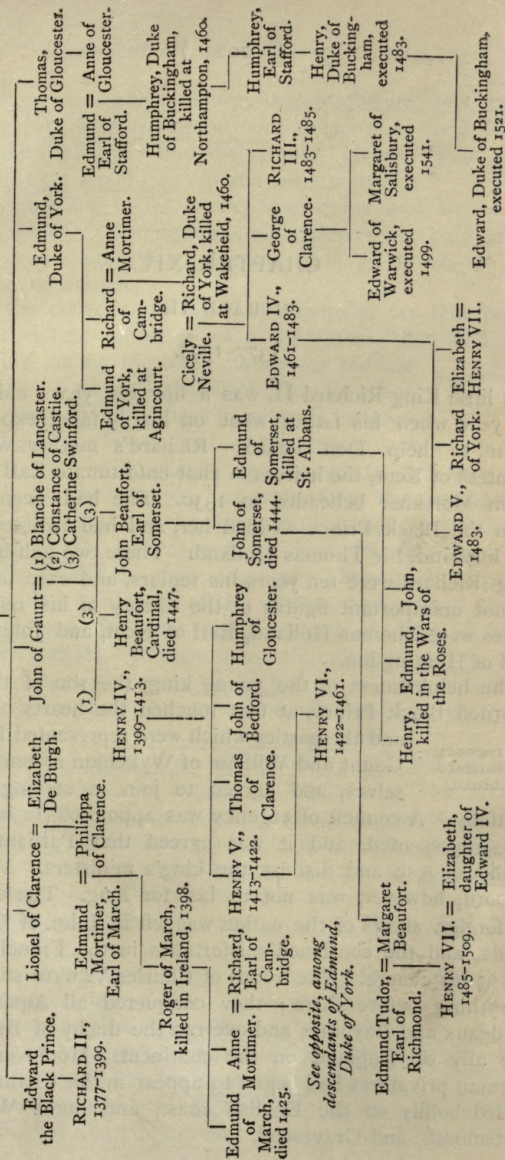 Edward
the Black Prince.
RICHARD II.,
1377–1399.
Lionel of Clarence = Elizabeth
De Burgh.
Edmund = Philippa
Mortimer, of Clarence.
Earl of March.
Roger of March,
killed in Ireland, 1398.
Edmund
of
March,
died 1425.
Anne = Richard,
Mortimer. Earl of
Cam-
bridge.
See opposite, among
descendants of Edmund,
Duke of York.
John of Gaunt = (1) Blanche of Lancaster.
(2) Constance of Castile.
(3) Catherine Swinford.
(1)
HENRY IV.,
1399–1413.
(3)
Henry
Beaufort,
Cardinal,
died 1447.
(3)
John Beaufort,
Earl of
Somerset.
HENRY V.,
1413–1422.
Thomas
of
Clarence.
John of
Bedford.
Humphrey
of
Gloucester.
HENRY VI.,
1422–1461.
John of
Somerset,
died 1444.
Edmund
of
Somerset,
killed at
St. Albans.
Edmund Tudor, = Margaret
Earl of Beaufort.
Richmond.
Henry, Edmund, John,
killed in the Wars of
the Roses.
HENRY VII. = Elizabeth,
1485–1509. daughter of
Edward IV.
Edmund,
Duke of York.
Edmund
of York,
killed at
Agincourt.
Richard = Anne
of Mortimer.
Cam-
bridge.
Cicely = Richard, Duke
Neville. of York, killed
at Wakefield, 1460.
EDWARD IV.,
1461–1483.
George
of
Clarence.
RICHARD
III.,
1483–1485.
EDWARD V.,
1483.
Richard
of York.
Elizabeth =
HENRY VII.
Edward of
Warwick,
executed
1499.
Margaret of
Salisbury,
executed
1541.
Thomas,
Duke of Gloucester.
Edmund = Anne of
Earl of Gloucester.
Stafford.
Humphrey, Duke
of Buckingham,
killed at
Northampton, 1460.
Humphrey,
Earl of
Stafford.
Henry,
Duke of
Bucking-
ham,
executed
1483.
Edward, Duke of Buckingham,
executed 1521.